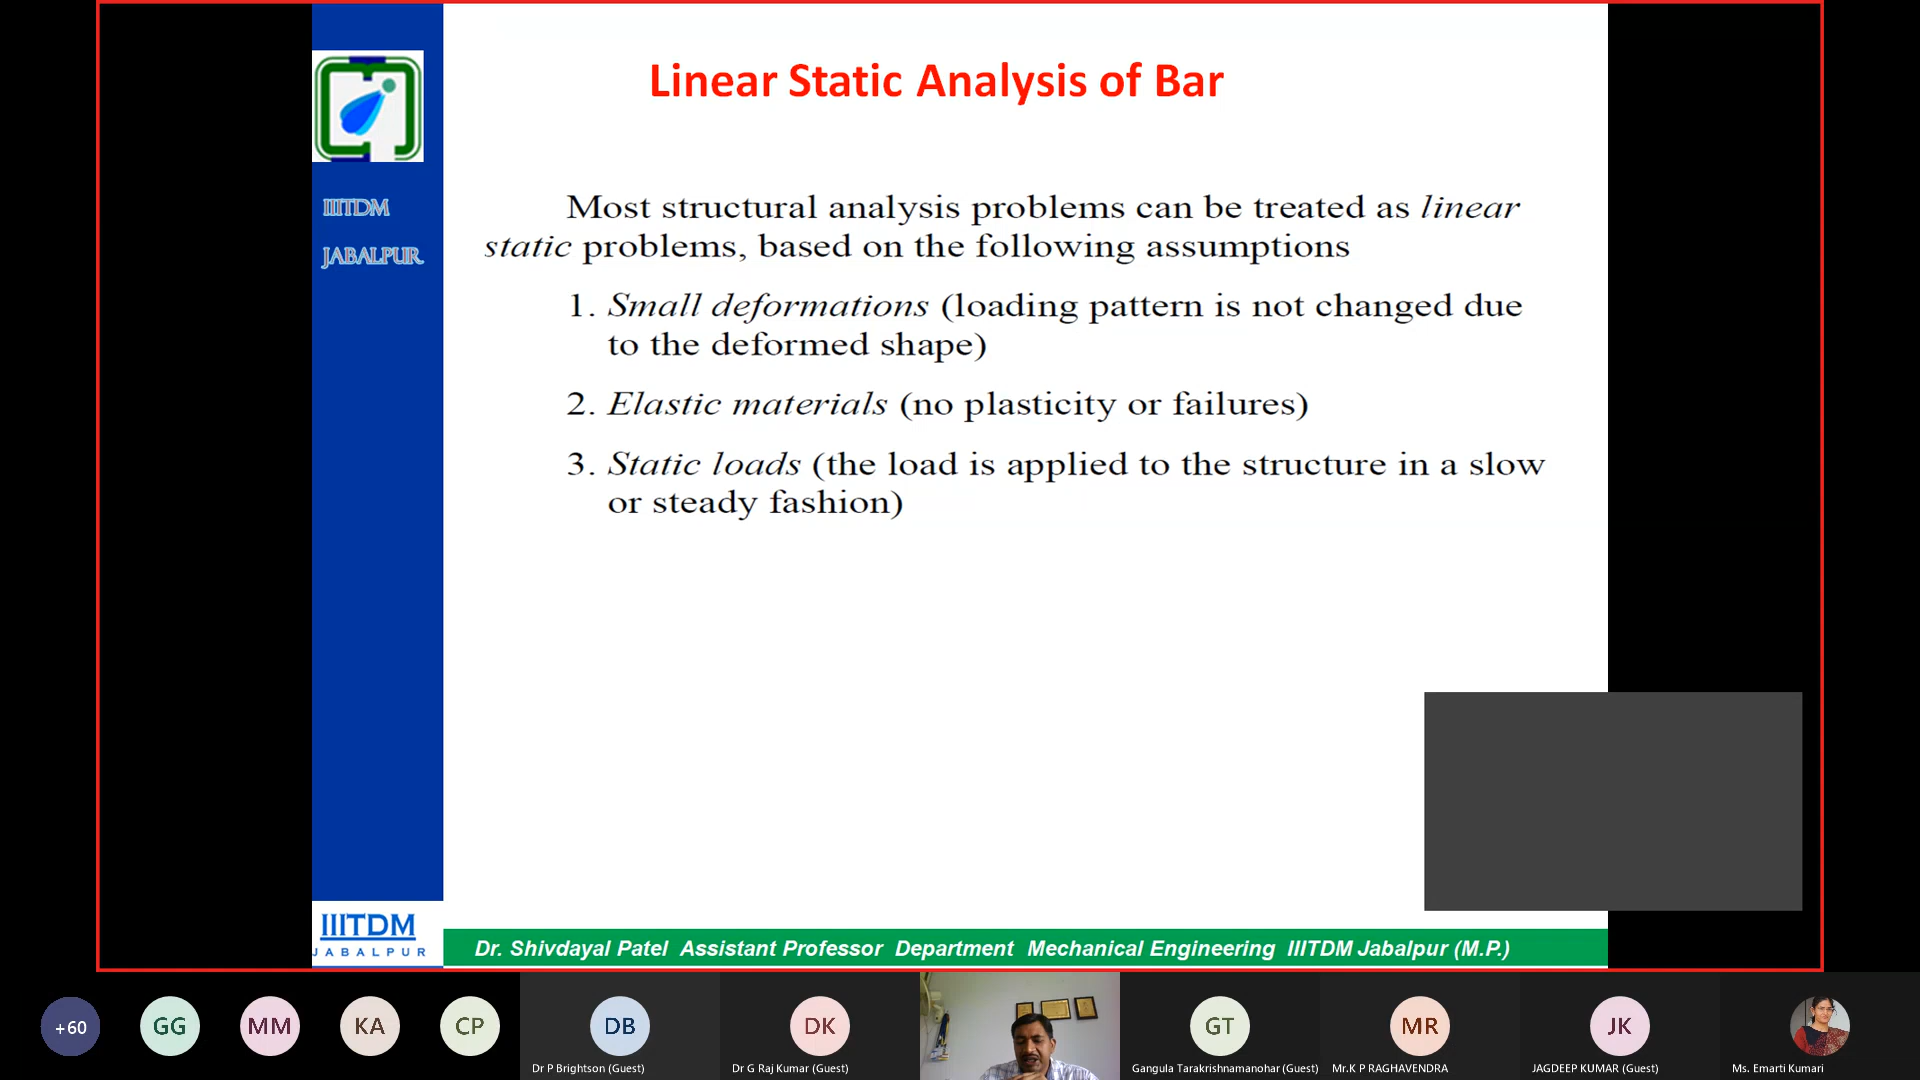 Linear Static Analysis of Bar
IIITDM
JABALPUR
Most structural analysis problems can be treated as linear
static problems, based on the following assumptions
1. Small deformations (loading pattern is not changed due
to the deformed shape)
2. Elastic materials (no plasticity or failures)
3. Static loads (the load is applied to the structure in a slow
or steady fashion)
IIITDM
JABALPUR
Dr. Shivdayal Patel Assistant Professor Department Mechanical Engineering IIITDM Jabalpur (M.P.)
+60
GG
MM
KA
CP
DB
DK
GT
MR
JK
Dr P Brightson (Guest)
Dr G Raj Kumar (Guest)
Gangula Tarakrishnamanohar (Guest)
Mr.K P RAGHAVENDRA
JAGDEEP KUMAR (Guest)
Ms. Emarti Kumari